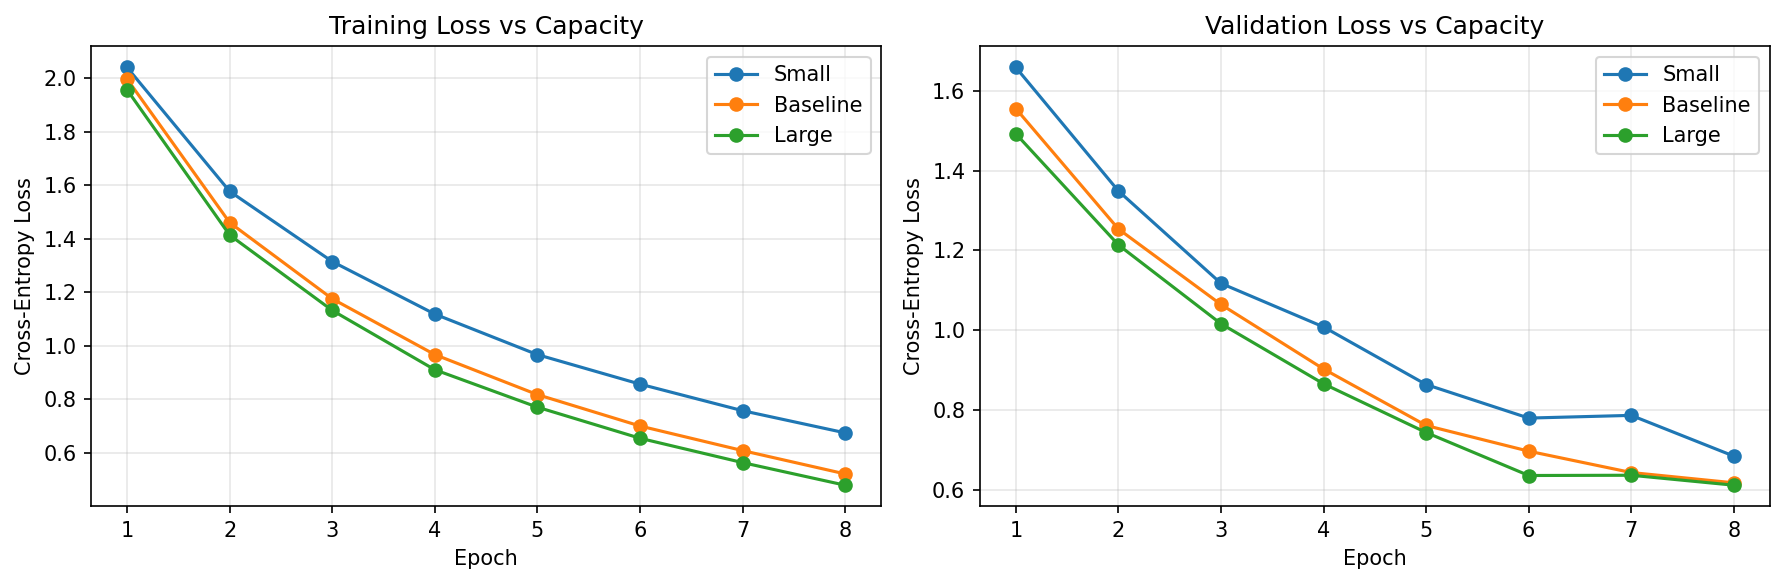 Training Loss vs Capacity
Cross-Entropy Loss
2.0
1.8
1.6
1.4
1.2
1.0
0.8
0.6
Small
Baseline
Large
1 2 3 4 5 6 7 8
Epoch
Validation Loss vs Capacity
Cross-Entropy Loss
1.6
1.4
1.2
1.0
0.8
0.6
Small
Baseline
Large
1 2 3 4 5 6 7 8
Epoch